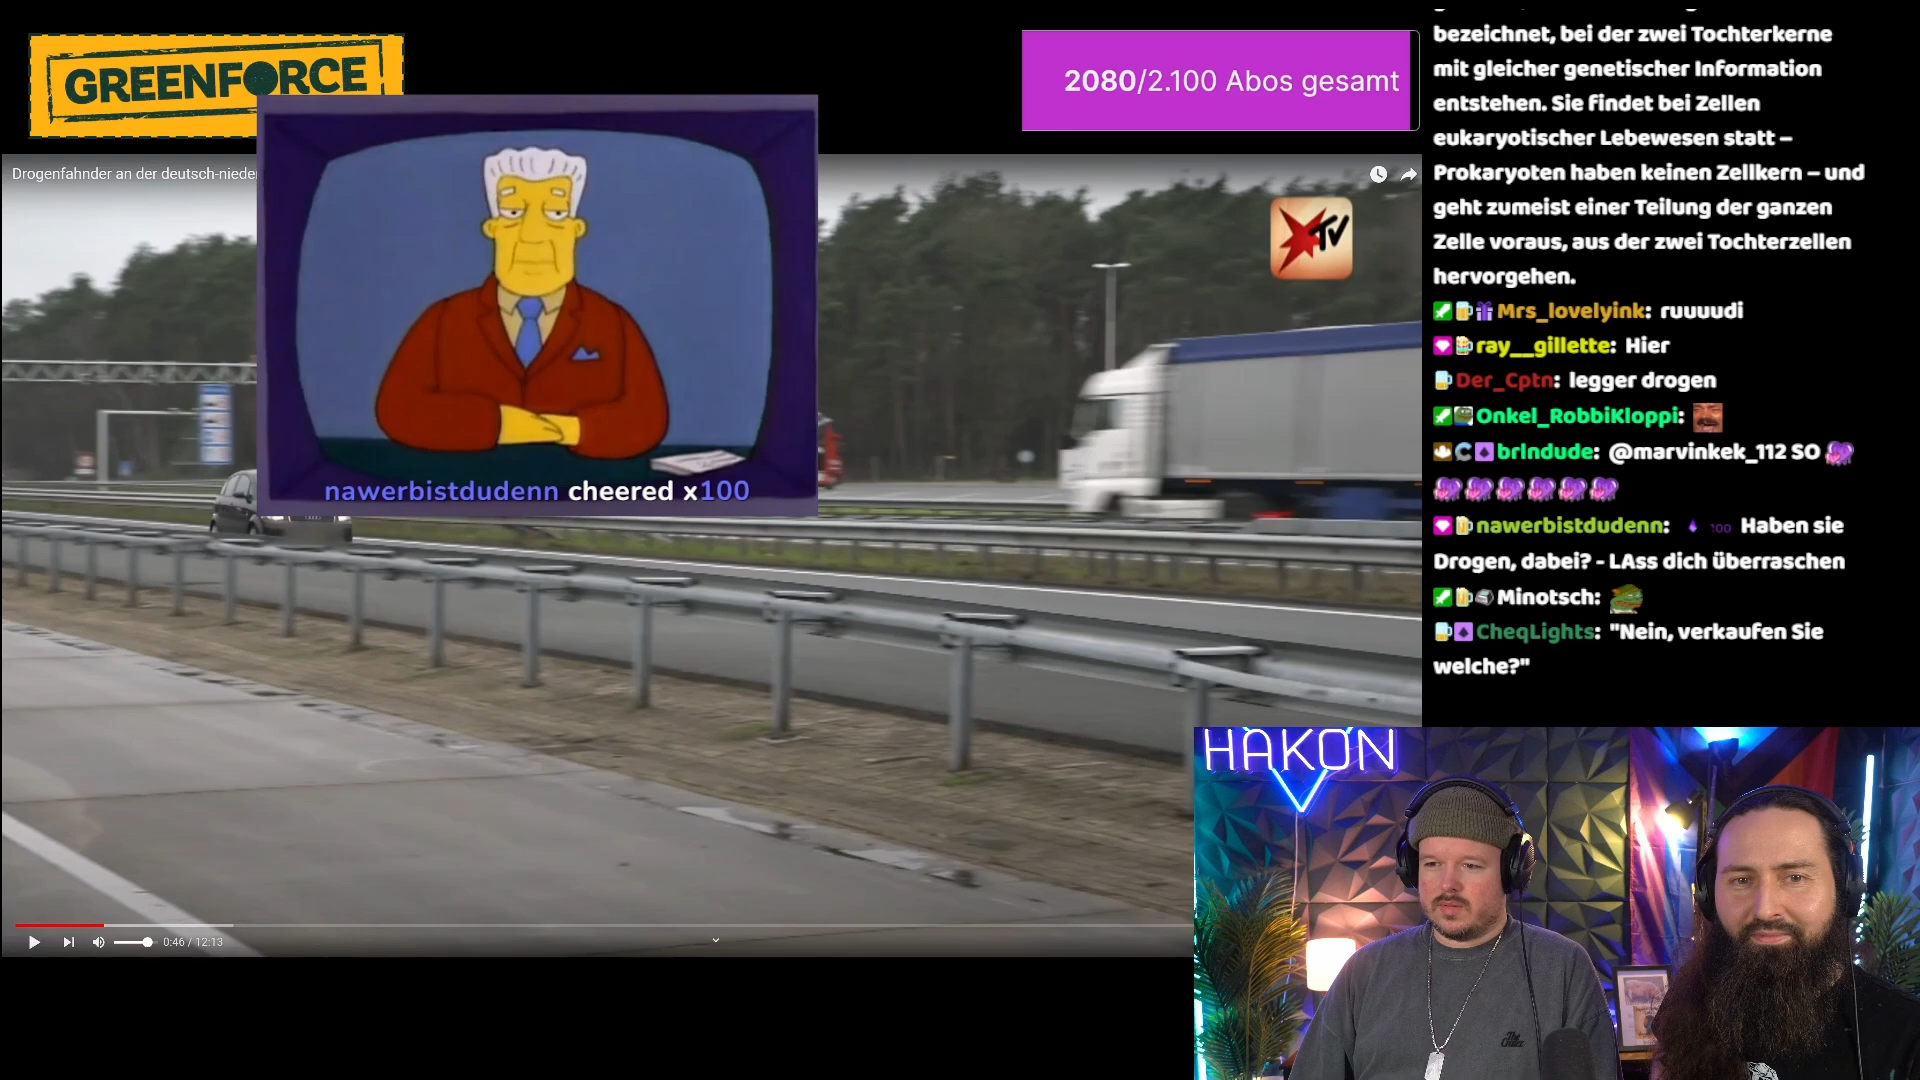 GREENFORCE
2080/2.100 Abos gesamt
Drogenfahnder an der deutsch-niede
TV
nawerbistdudenn cheered x100
0:46 / 12:13
bezeichnet, bei der zwei Tochterkerne
mit gleicher genetischer Information
entstehen. Sie findet bei Zellen
eukaryotischer Lebewesen statt –
Prokaryoten haben keinen Zellkern – und
geht zumeist einer Teilung der ganzen
Zelle voraus, aus der zwei Tochterzellen
hervorgehen.
Mrs_lovelyink: ruuuudi
ray__gillette: Hier
Der_Cptn: legger drogen
Onkel_RobbiKloppi:
brlndude: @marvinkek_112 SO
nawerbistdudenn: 100 Haben sie
Drogen, dabei? - LAss dich überraschen
Minotsch:
CheqLights: "Nein, verkaufen Sie
welche?"
HAKON